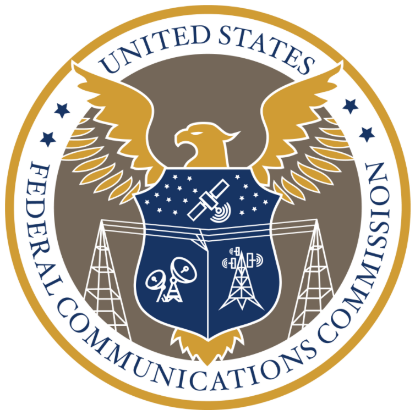 UNITED STATES
FEDERAL COMMUNICATIONS COMMISSION